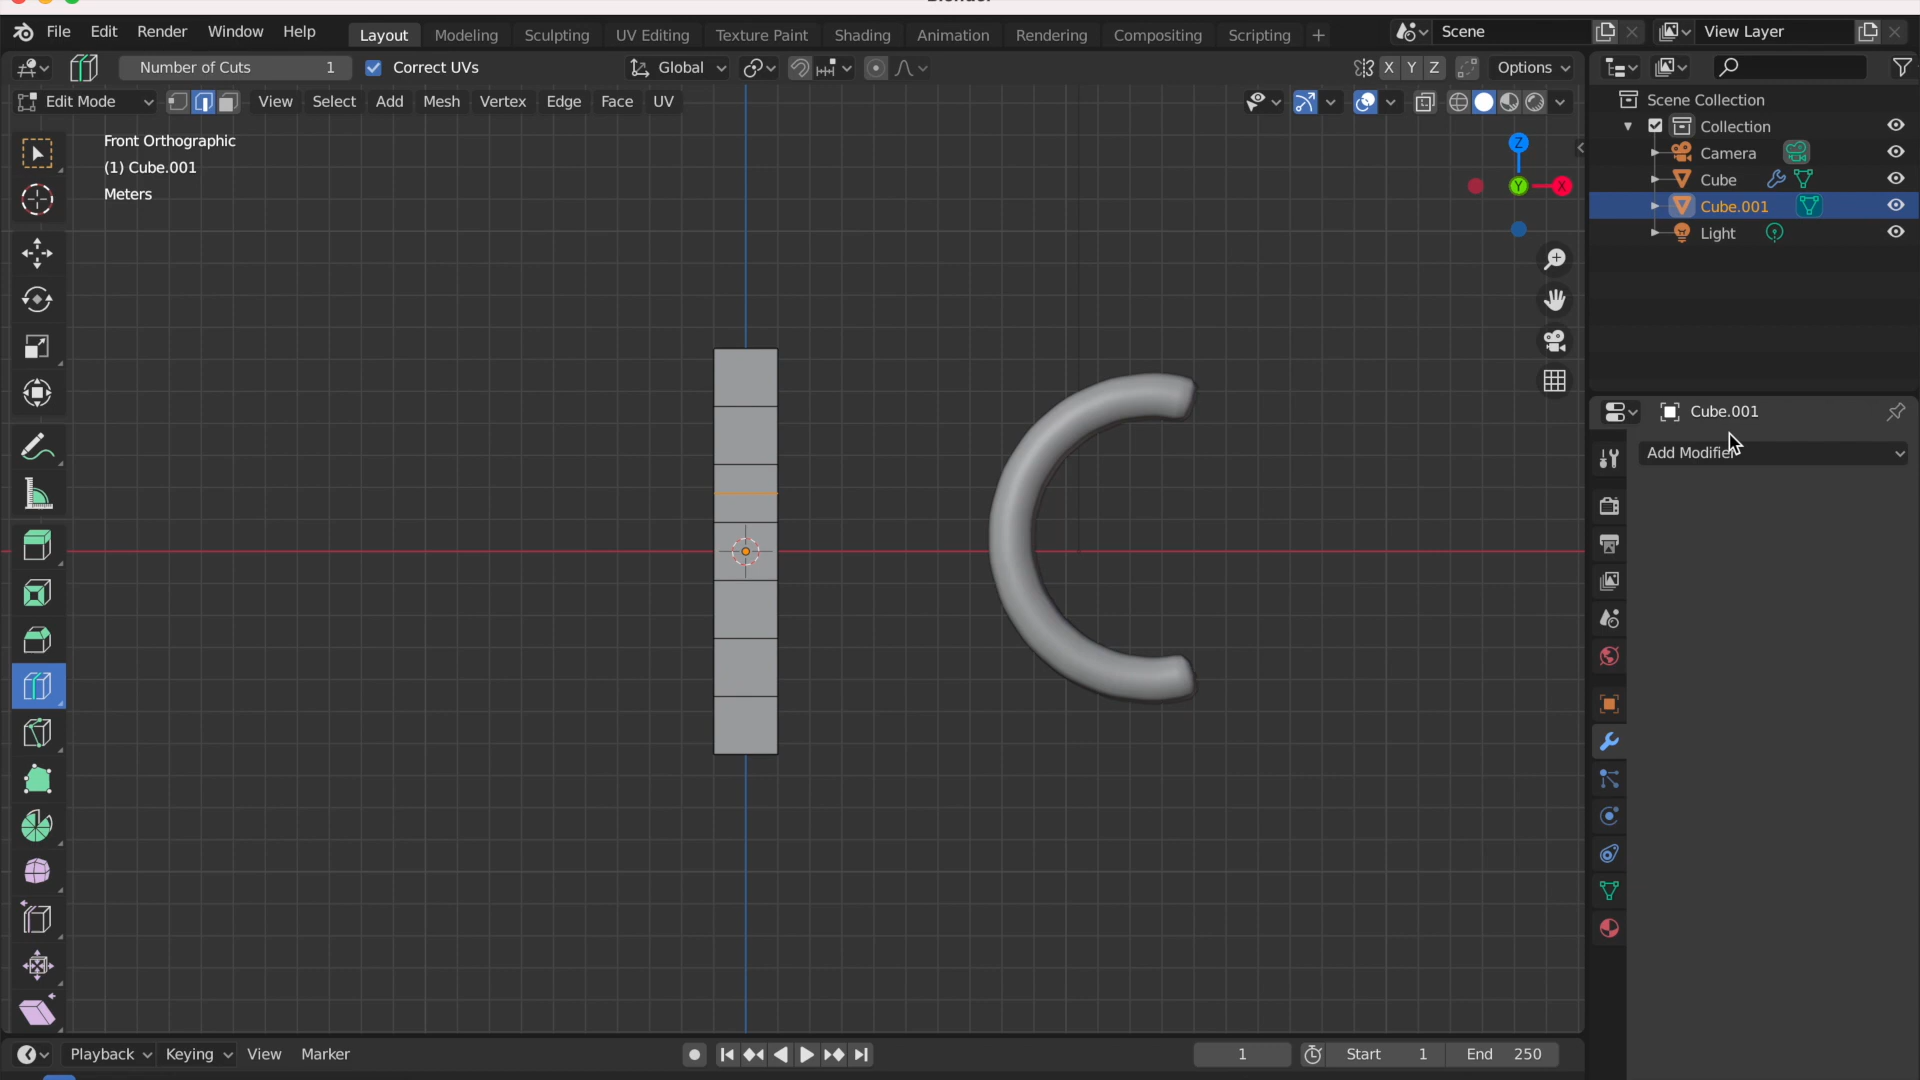 File Edit Render Window Help Layout Modeling Sculpting UV Editing Texture Paint Shading Animation Rendering Compositing Scripting + Scene View Layer
Number of Cuts 1 Correct UVs Global X Y Z Options
Edit Mode View Select Add Mesh Vertex Edge Face UV
Scene Collection
Collection
Camera
Cube
Cube.001
Light
Front Orthographic
(1) Cube.001
Meters
Z
Y
X
Cube.001
Add Modifier
Playback Keying View Marker 1 Start 1 End 250